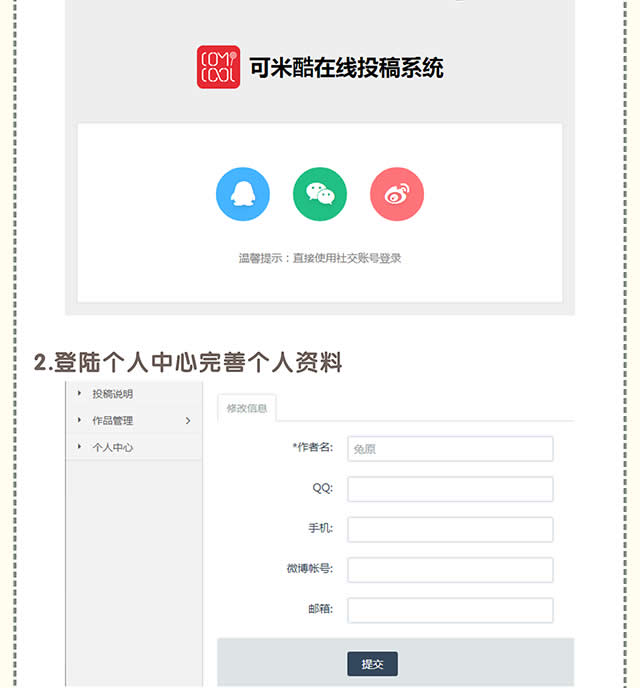 COMI COOL 可米酷在线投稿系统
温馨提示：直接使用社交账号登录
2.登陆个人中心完善个人资料
投稿说明
修改信息
作品管理
个人中心
*作者名: 兔原
QQ:
手机:
微博帐号:
邮箱:
提交